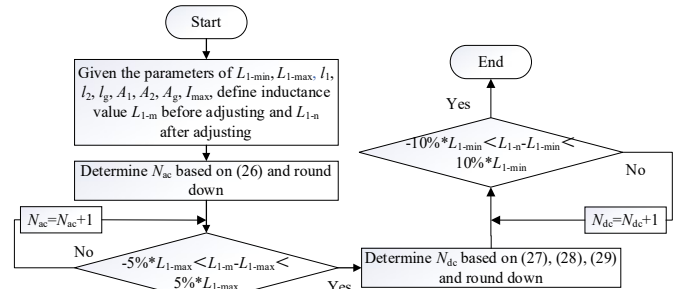 Start
Given the parameters of L1-min, L1-max, l1,
l2, lg, A1, A2, Ag, Imax, define inductance
value L1-m before adjusting and L1-n
after adjusting
Determine Nac based on (26) and round
down
Nac=Nac+1
No
-5%*L1-max<L1-m-L1-max<
5%*L1-max
Yes
Determine Ndc based on (27), (28), (29)
and round down
Ndc=Ndc+1
No
-10%*L1-min<L1-n-L1-min<
10%*L1-min
Yes
End